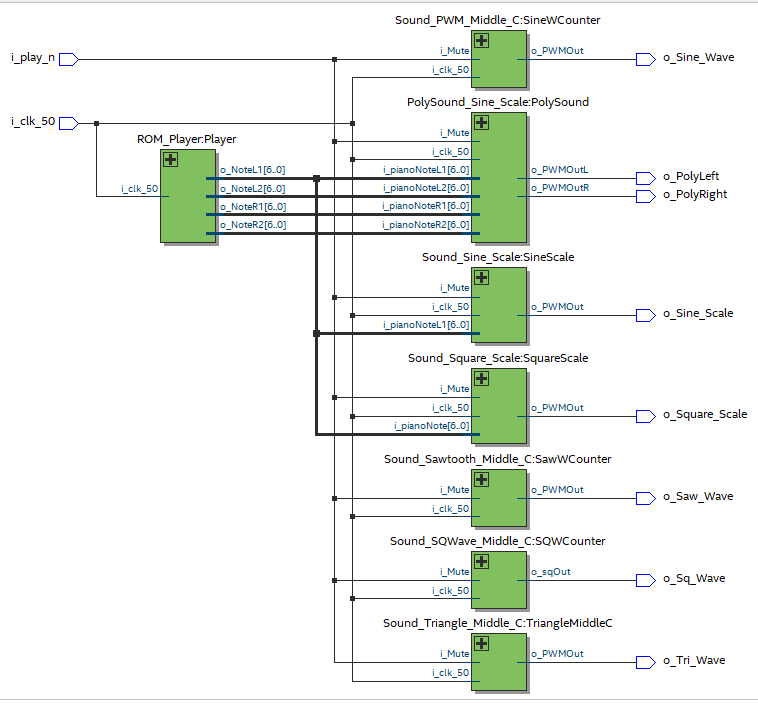 Sound_PWM_Middle_C:SineWCounter
i_play_n
i_Mute
i_clk_50
o_PWMOut
o_Sine_Wave
i_clk_50
PolySound_Sine_Scale:PolySound
i_Mute
i_clk_50
i_pianoNoteL1[6..0]
i_pianoNoteL2[6..0]
i_pianoNoteR1[6..0]
i_pianoNoteR2[6..0]
o_PWMOutL
o_PWMOutR
o_PolyLeft
o_PolyRight
ROM_Player:Player
i_clk_50
o_NoteL1[6..0]
o_NoteL2[6..0]
o_NoteR1[6..0]
o_NoteR2[6..0]
Sound_Sine_Scale:SineScale
i_Mute
i_clk_50
i_pianoNoteL1[6..0]
o_PWMOut
o_Sine_Scale
Sound_Square_Scale:SquareScale
i_Mute
i_clk_50
i_pianoNote[6..0]
o_PWMOut
o_Square_Scale
Sound_Sawtooth_Middle_C:SawWCounter
i_Mute
i_clk_50
o_PWMOut
o_Saw_Wave
Sound_SQWave_Middle_C:SQWCounter
i_Mute
i_clk_50
o_sqOut
o_Sq_Wave
Sound_Triangle_Middle_C:TriangleMiddleC
i_Mute
i_clk_50
o_PWMOut
o_Tri_Wave